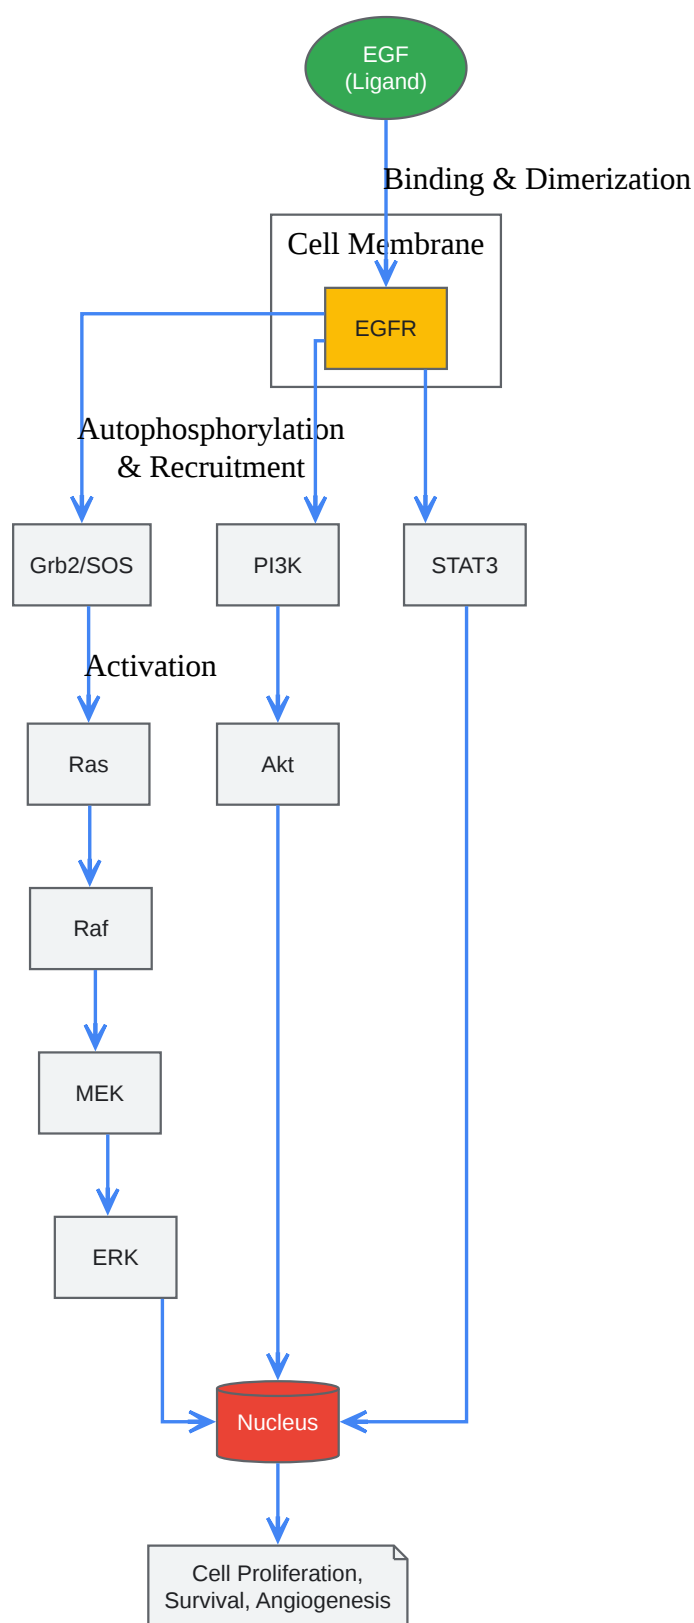 EGF
(Ligand)
Binding & Dimerization
Cell Membrane
EGFR
Autophosphorylation
& Recruitment
Grb2/SOS
PI3K
STAT3
Activation
Ras
Akt
Raf
MEK
ERK
Nucleus
Cell Proliferation,
Survival, Angiogenesis